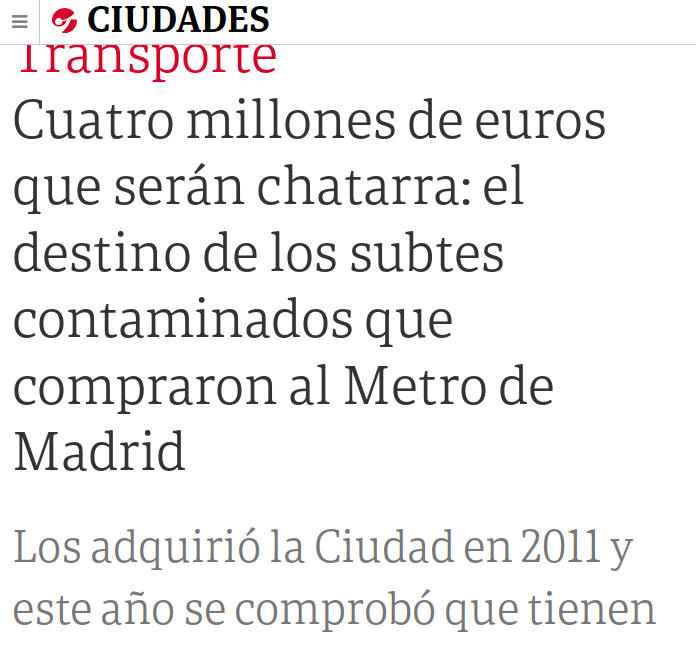 CIUDADES
Transporte
Cuatro millones de euros
que serán chatarra: el
destino de los subtes
contaminados que
compraron al Metro de
Madrid
Los adquirió la Ciudad en 2011 y
este año se comprobó que tienen